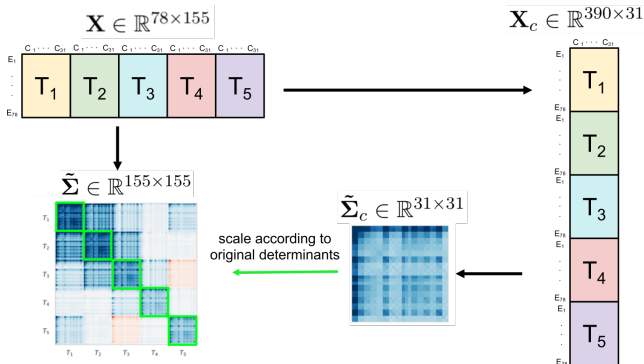 X ∈ ℝ^{78×155}
C₁ · · · C₃₁ C₁ · · · C₃₁ C₁ · · · C₃₁ C₁ · · · C₃₁ C₁ · · · C₃₁
E₁
.
.
.
E₇₈
T₁ T₂ T₃ T₄ T₅
Σ̃ ∈ ℝ^{155×155}
T₁
T₂
T₃
T₄
T₅
T₁ T₂ T₃ T₄ T₅
scale according to
original determinants
Σ̃_c ∈ ℝ^{31×31}
X_c ∈ ℝ^{390×31}
C₁ · · · C₃₁
E₁
.
.
.
E₇₈
T₁
E₁
.
.
.
E₇₈
T₂
E₁
.
.
.
E₇₈
T₃
E₁
.
.
.
E₇₈
T₄
E₁
.
.
.
E₇₈
T₅